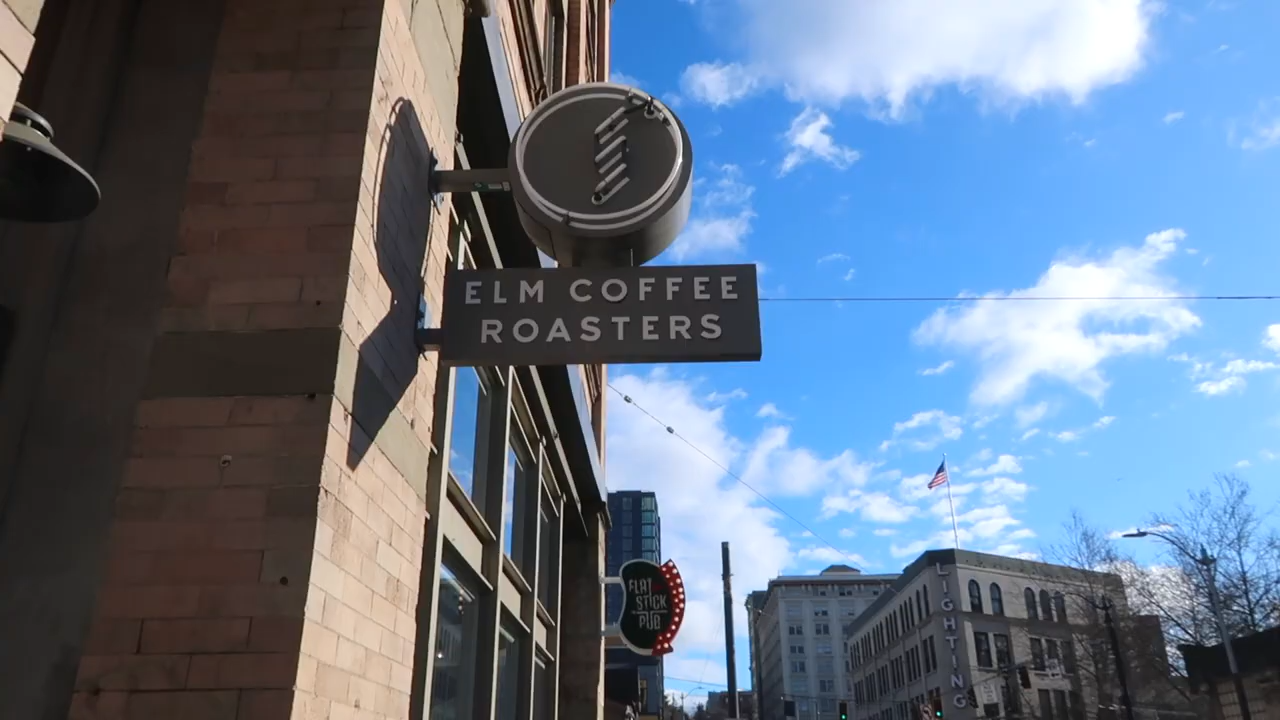 ELM COFFEE
ROASTERS
FLAT
STICK
PUB
LIGHTING